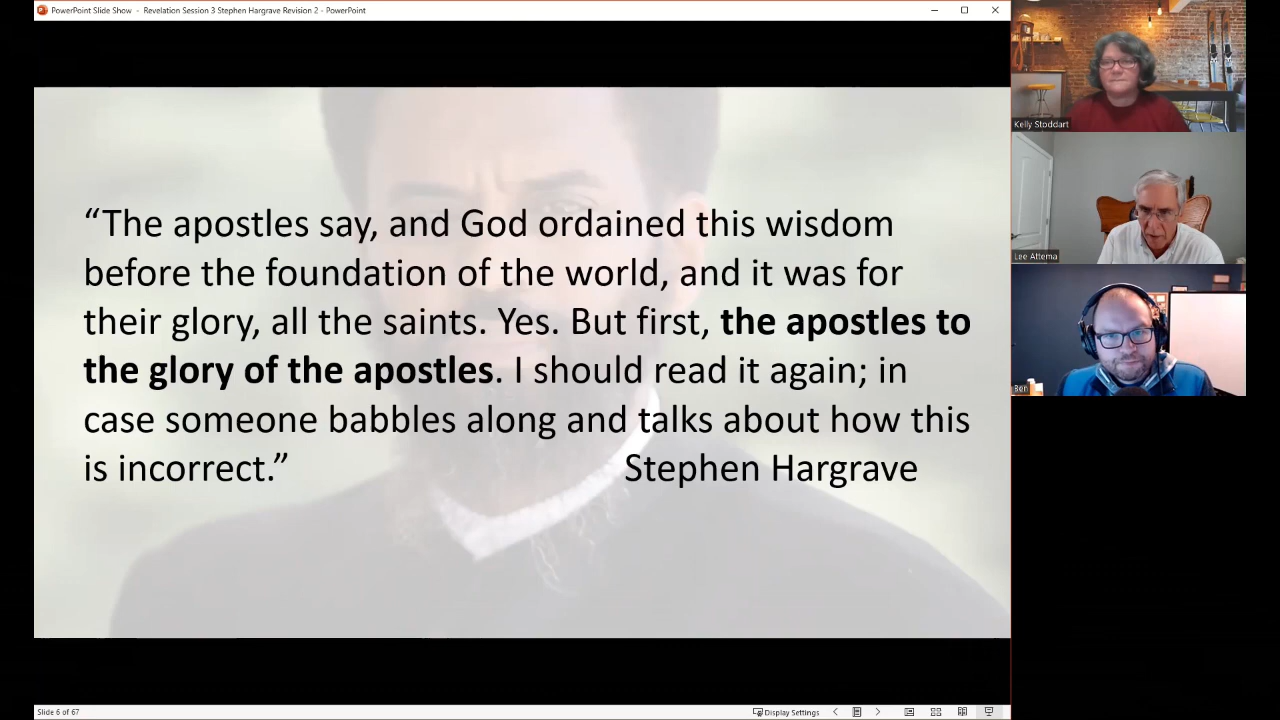 PowerPoint Slide Show - Revelation Session 3 Stephen Hargrave Revision 2 - PowerPoint
“The apostles say, and God ordained this wisdom
before the foundation of the world, and it was for
their glory, all the saints. Yes. But first, the apostles to
the glory of the apostles. I should read it again; in
case someone babbles along and talks about how this
is incorrect.” Stephen Hargrave
Kelly Stoddart
Lee Attema
Ben
Slide 6 of 67
Display Settings